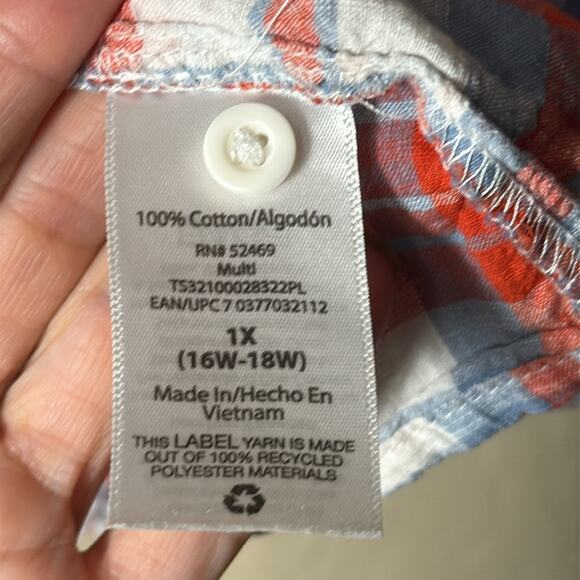 100% Cotton/Algodón
RN# 52469
Multi
TS32100028322PL
EAN/UPC 7 0377032112
1X
(16W-18W)
Made In/Hecho En
Vietnam
THIS LABEL YARN IS MADE
OUT OF 100% RECYCLED
POLYESTER MATERIALS